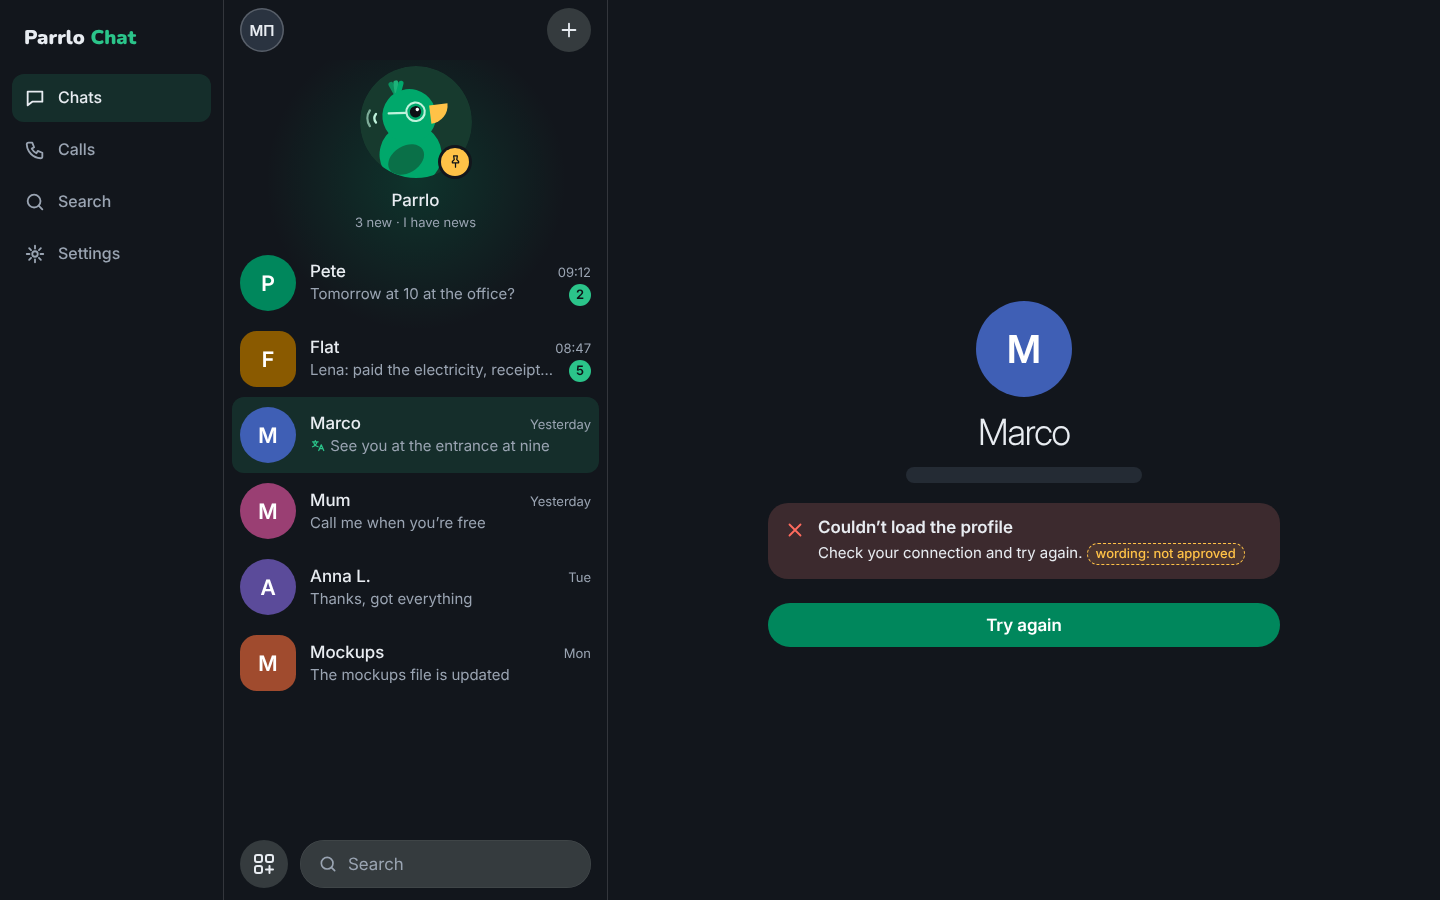 Parrlo Chat
Chats
Calls
Search
Settings
МП
Parrlo
3 new · I have news
P
Pete
09:12
Tomorrow at 10 at the office?
2
F
Flat
08:47
Lena: paid the electricity, receipt...
5
M
Marco
Yesterday
See you at the entrance at nine
M
Mum
Yesterday
Call me when you’re free
A
Anna L.
Tue
Thanks, got everything
M
Mockups
Mon
The mockups file is updated
Search
M
Marco
Couldn’t load the profile
Check your connection and try again. wording: not approved
Try again